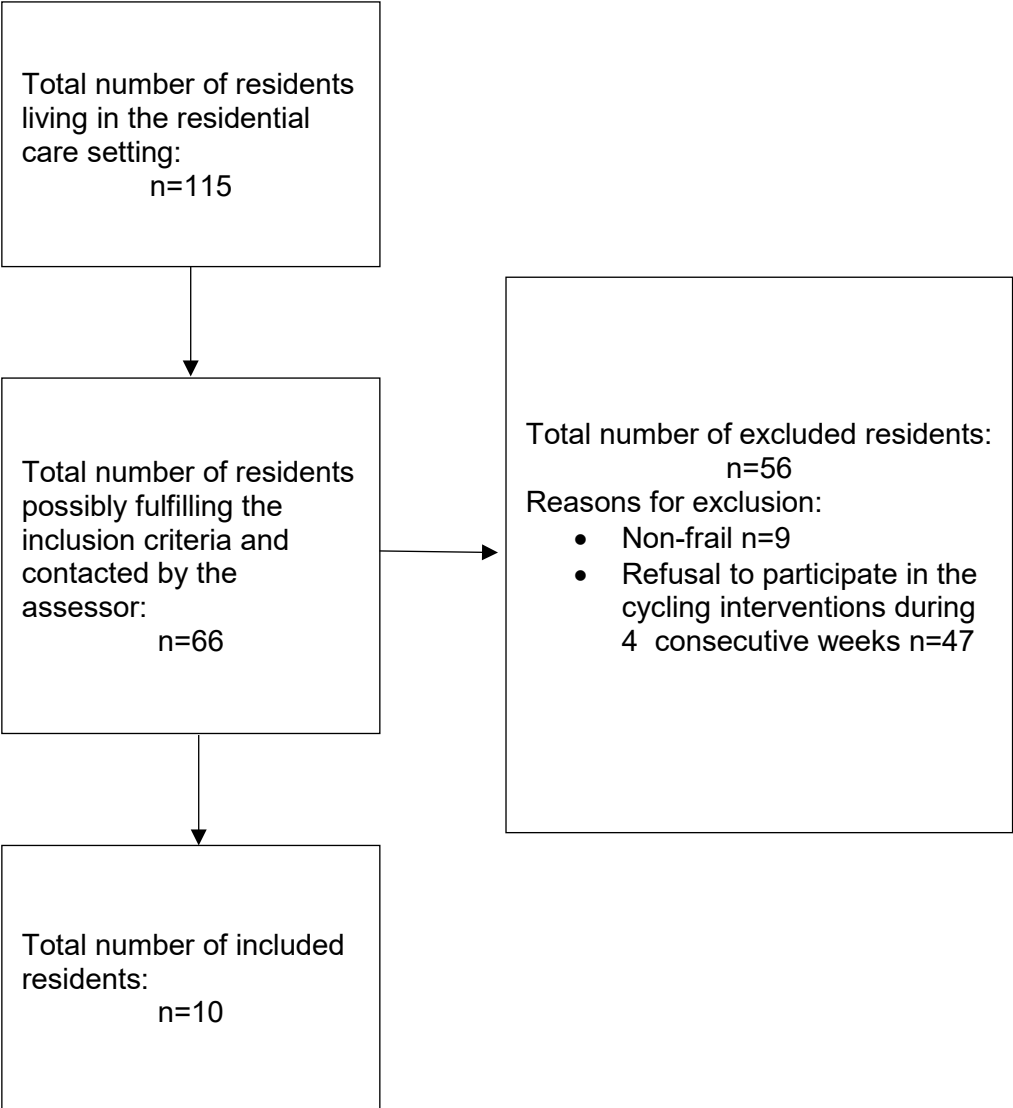 Total number of residents
living in the residential
care setting:
n=115
Total number of residents
possibly fulfilling the
inclusion criteria and
contacted by the
assessor:
n=66
Total number of excluded residents:
n=56
Reasons for exclusion:
• Non-frail n=9
• Refusal to participate in the
cycling interventions during
4 consecutive weeks n=47
Total number of included
residents:
n=10